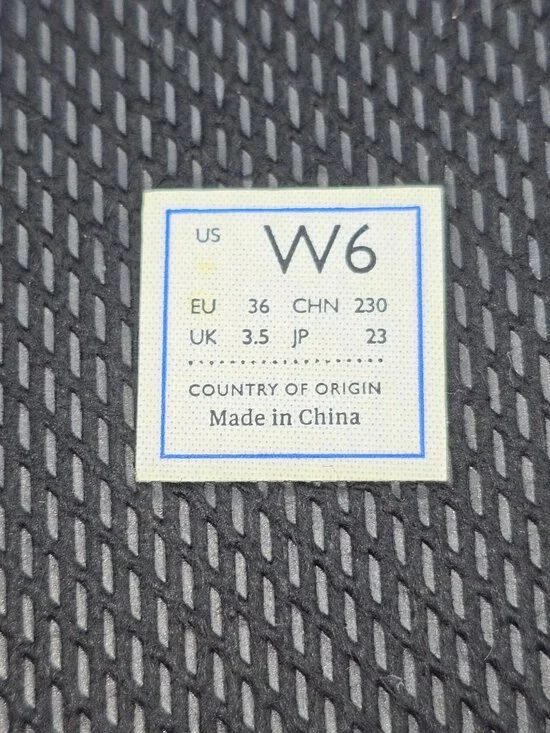 US W6
EU 36 CHN 230
UK 3.5 JP 23
COUNTRY OF ORIGIN
Made in China